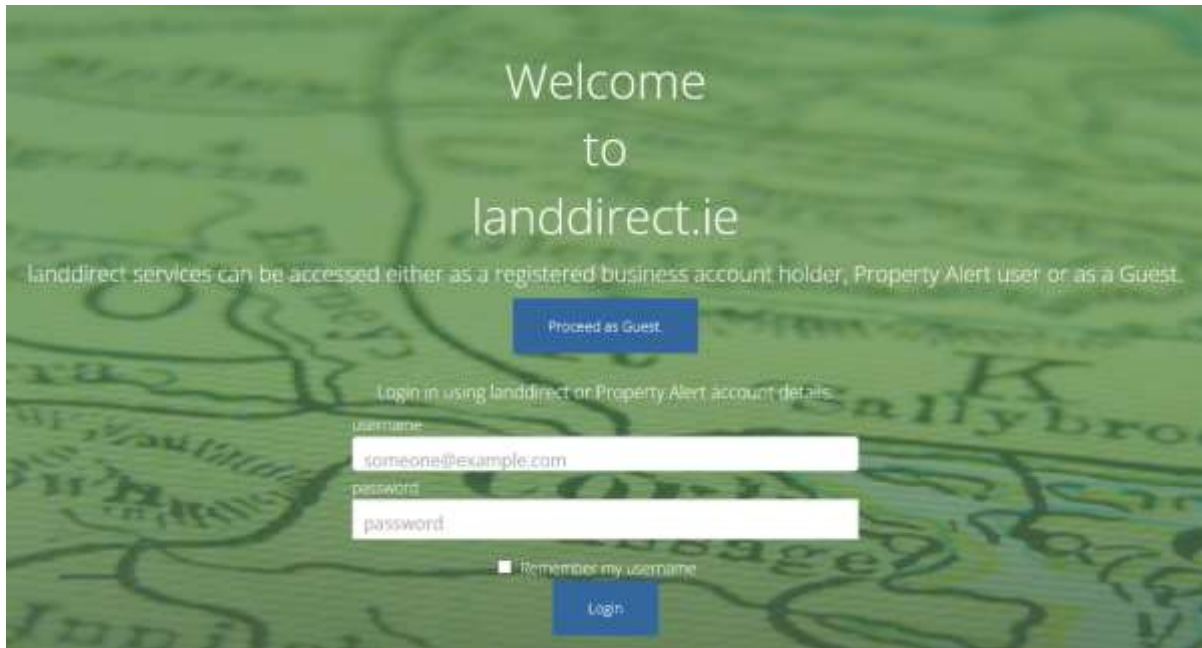 Welcome
to
landdirect.ie
landdirect services can be accessed either as a registered business account holder, Property Alert user or as a Guest.
Proceed as Guest.
Login in using landdirect or Property Alert account details.
username
someone@example.com
password
password
Remember my username
Login
K
Sallybro